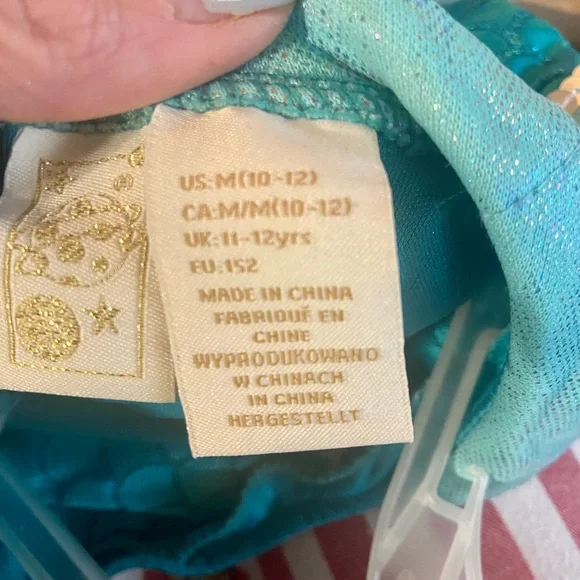 US:M(10-12)
CA:M/M(10-12)
UK:11-12yrs
EU:152
MADE IN CHINA
FABRIQUÉ EN
CHINE
WYPRODUKOWANO
W CHINACH
IN CHINA
HERGESTELLT